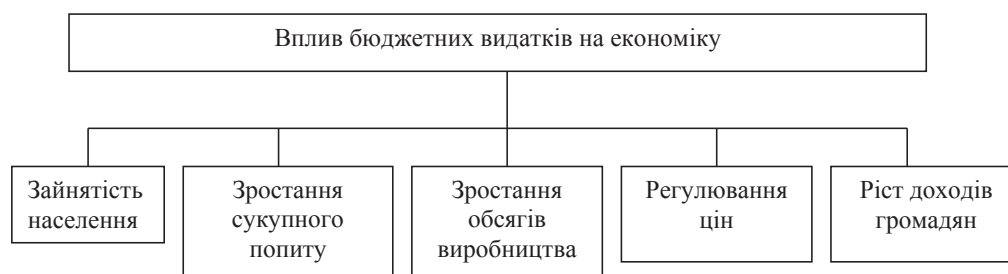 Вплив бюджетних видатків на економіку
Зайнятість
населення
Зростання
сукупного
попиту
Зростання
обсягів
виробництва
Регулювання
цін
Ріст доходів
громадян